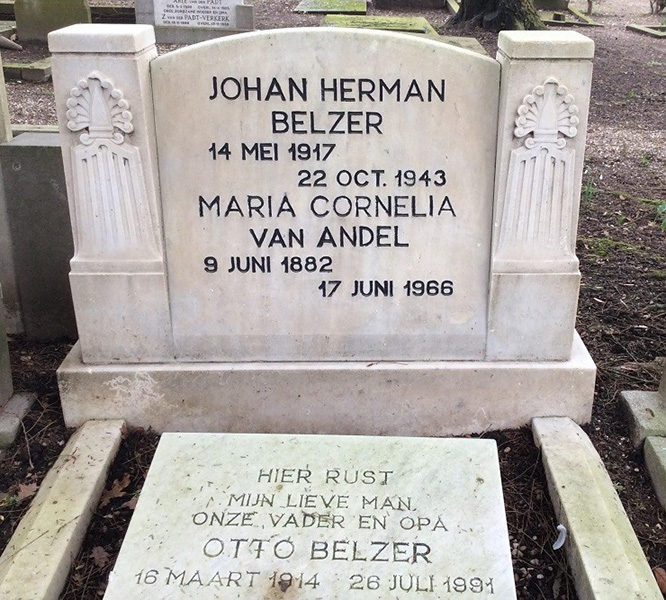 JOHAN HERMAN
BELZER
14 MEI 1917
22 OCT. 1943
MARIA CORNELIA
VAN ANDEL
9 JUNI 1882
17 JUNI 1966
HIER RUST
MIJN LIEVE MAN.
ONZE VADER EN OPA
OTTO BELZER
16 MAART 1914 26 JULI 1991